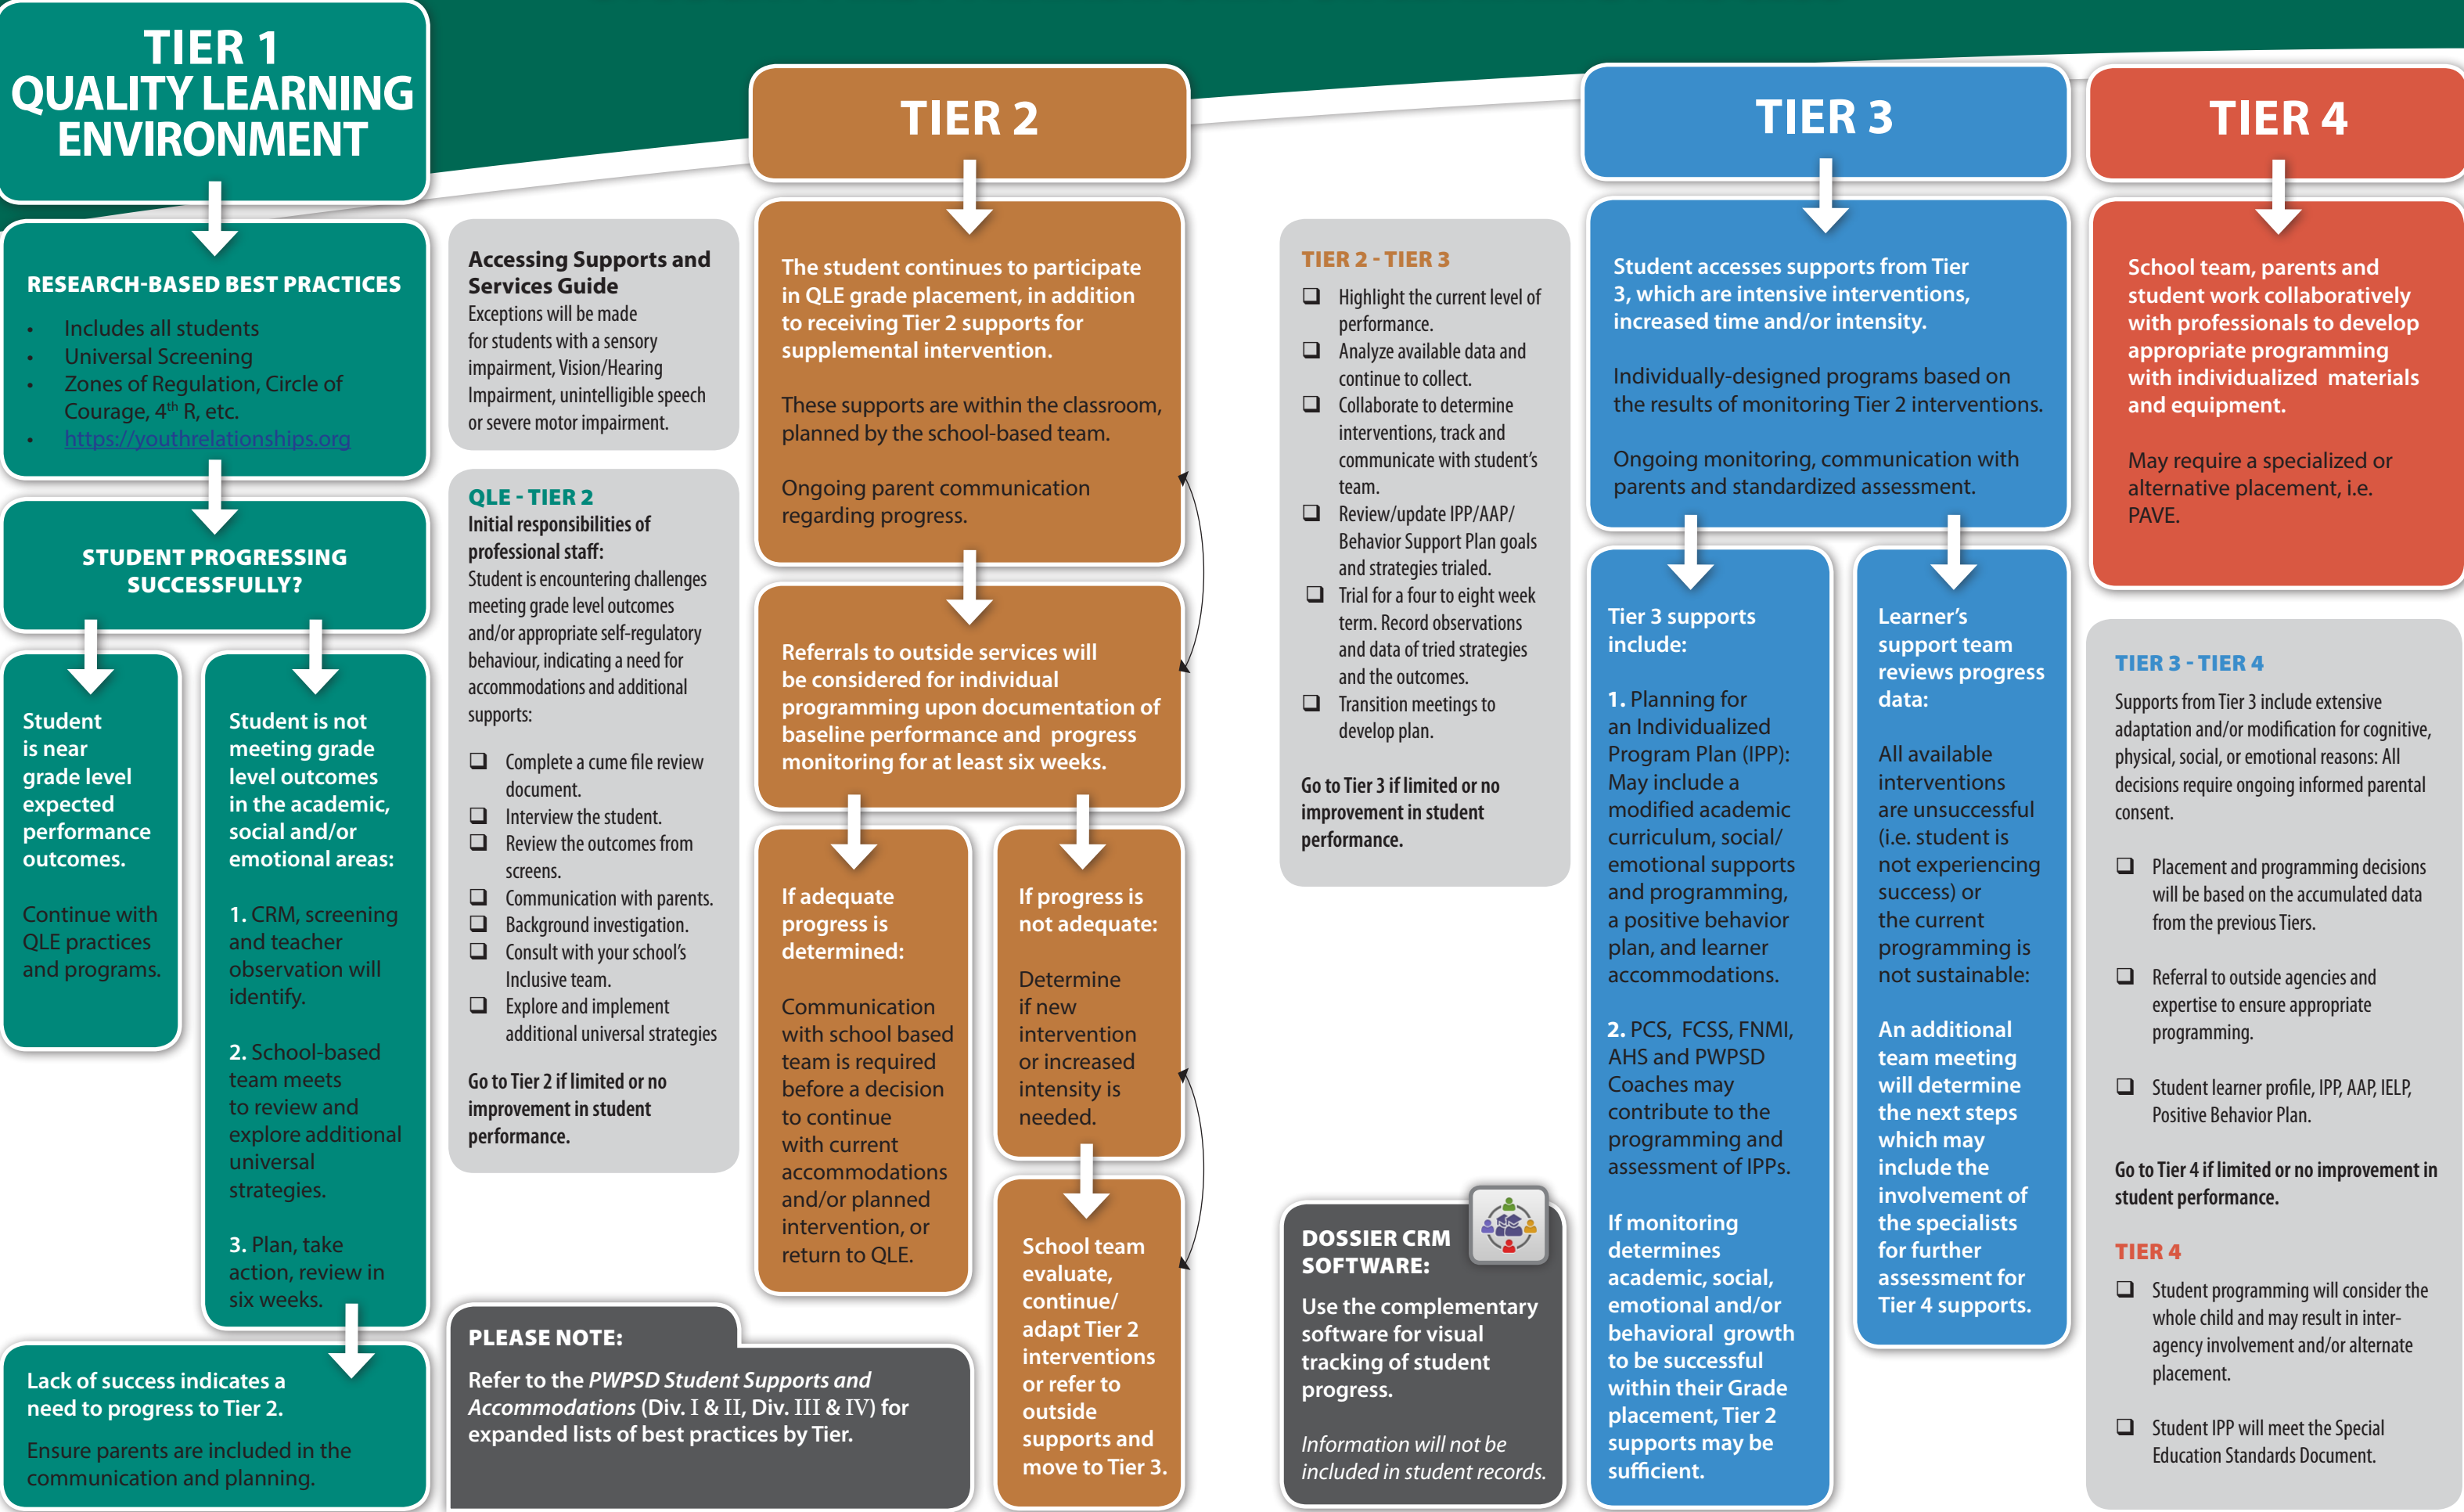 TIER 1
QUALITY LEARNING
ENVIRONMENT
RESEARCH-BASED BEST PRACTICES
• Includes all students
• Universal Screening
• Zones of Regulation, Circle of
Courage, 4th R, etc.
• https://youthrelationships.org
STUDENT PROGRESSING
SUCCESSFULLY?
Student
is near
grade level
expected
performance
outcomes.
Continue with
QLE practices
and programs.
Student is not
meeting grade
level outcomes
in the academic,
social and/or
emotional areas:
1. CRM, screening
and teacher
observation will
identify.
2. School-based
team meets
to review and
explore additional
universal
strategies.
3. Plan, take
action, review in
six weeks.
Lack of success indicates a
need to progress to Tier 2.
Ensure parents are included in the
communication and planning.
Accessing Supports and
Services Guide
Exceptions will be made
for students with a sensory
impairment, Vision/Hearing
Impairment, unintelligible speech
or severe motor impairment.
QLE - TIER 2
Initial responsibilities of
professional staff:
Student is encountering challenges
meeting grade level outcomes
and/or appropriate self-regulatory
behaviour, indicating a need for
accommodations and additional
supports:
❑ Complete a cume file review
document.
❑ Interview the student.
❑ Review the outcomes from
screens.
❑ Communication with parents.
❑ Background investigation.
❑ Consult with your school's
Inclusive team.
❑ Explore and implement
additional universal strategies
Go to Tier 2 if limited or no
improvement in student
performance.
PLEASE NOTE:
Refer to the PWPSD Student Supports and
Accommodations (Div. I & II, Div. III & IV) for
expanded lists of best practices by Tier.
TIER 2
The student continues to participate
in QLE grade placement, in addition
to receiving Tier 2 supports for
supplemental intervention.
These supports are within the classroom,
planned by the school-based team.
Ongoing parent communication
regarding progress.
Referrals to outside services will
be considered for individual
programming upon documentation of
baseline performance and progress
monitoring for at least six weeks.
If adequate
progress is
determined:
Communication
with school based
team is required
before a decision
to continue
with current
accommodations
and/or planned
intervention, or
return to QLE.
If progress is
not adequate:
Determine
if new
intervention
or increased
intensity is
needed.
School team
evaluate,
continue/
adapt Tier 2
interventions
or refer to
outside
supports and
move to Tier 3.
TIER 2 - TIER 3
❑ Highlight the current level of
performance.
❑ Analyze available data and
continue to collect.
❑ Collaborate to determine
interventions, track and
communicate with student's
team.
❑ Review/update IPP/AAP/
Behavior Support Plan goals
and strategies trialed.
❑ Trial for a four to eight week
term. Record observations
and data of tried strategies
and the outcomes.
❑ Transition meetings to
develop plan.
Go to Tier 3 if limited or no
improvement in student
performance.
DOSSIER CRM
SOFTWARE:
Use the complementary
software for visual
tracking of student
progress.
Information will not be
included in student records.
TIER 3
Student accesses supports from Tier
3, which are intensive interventions,
increased time and/or intensity.
Individually-designed programs based on
the results of monitoring Tier 2 interventions.
Ongoing monitoring, communication with
parents and standardized assessment.
Tier 3 supports
include:
1. Planning for
an Individualized
Program Plan (IPP):
May include a
modified academic
curriculum, social/
emotional supports
and programming,
a positive behavior
plan, and learner
accommodations.
2. PCS, FCSS, FNMI,
AHS and PWPSD
Coaches may
contribute to the
programming and
assessment of IPPs.
If monitoring
determines
academic, social,
emotional and/or
behavioral growth
to be successful
within their Grade
placement, Tier 2
supports may be
sufficient.
Learner's
support team
reviews progress
data:
All available
interventions
are unsuccessful
(i.e. student is
not experiencing
success) or
the current
programming is
not sustainable:
An additional
team meeting
will determine
the next steps
which may
include the
involvement of
the specialists
for further
assessment for
Tier 4 supports.
TIER 4
School team, parents and
student work collaboratively
with professionals to develop
appropriate programming
with individualized materials
and equipment.
May require a specialized or
alternative placement, i.e.
PAVE.
TIER 3 - TIER 4
Supports from Tier 3 include extensive
adaptation and/or modification for cognitive,
physical, social, or emotional reasons: All
decisions require ongoing informed parental
consent.
❑ Placement and programming decisions
will be based on the accumulated data
from the previous Tiers.
❑ Referral to outside agencies and
expertise to ensure appropriate
programming.
❑ Student learner profile, IPP, AAP, IELP,
Positive Behavior Plan.
Go to Tier 4 if limited or no improvement in
student performance.
TIER 4
❑ Student programming will consider the
whole child and may result in inter-
agency involvement and/or alternate
placement.
❑ Student IPP will meet the Special
Education Standards Document.